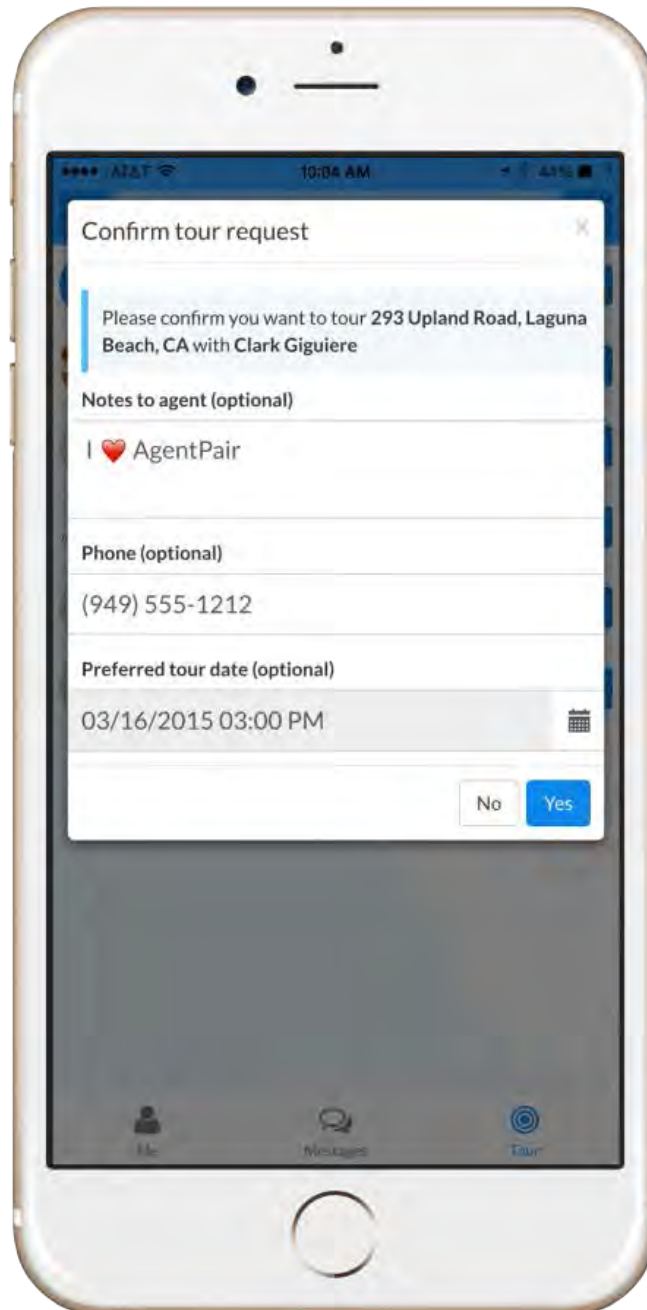 AT&T 10:04 AM 44%
Confirm tour request ×
Please confirm you want to tour 293 Upland Road, Laguna
Beach, CA with Clark Giguiere
Notes to agent (optional)
I ❤️ AgentPair
Phone (optional)
(949) 555-1212
Preferred tour date (optional)
03/16/2015 03:00 PM
No Yes
Me Messages Tour